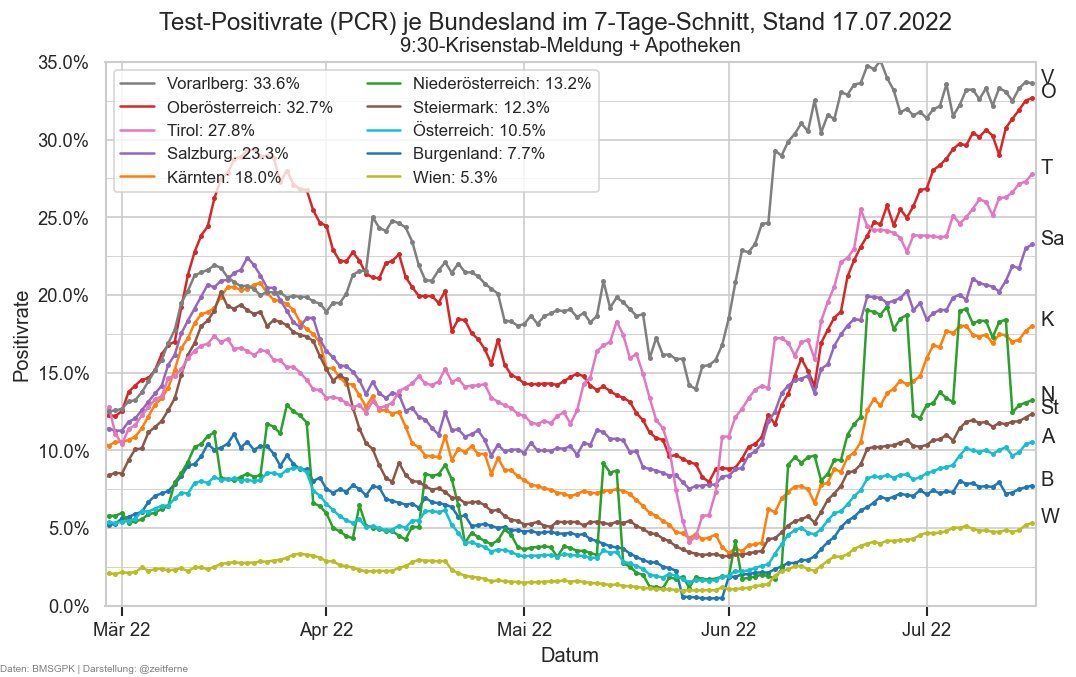 Test-Positivrate (PCR) je Bundesland im 7-Tage-Schnitt, Stand 17.07.2022
9:30-Krisenstab-Meldung + Apotheken
Positivrate
35.0%
30.0%
25.0%
20.0%
15.0%
10.0%
5.0%
0.0%
Vorarlberg: 33.6%
Oberösterreich: 32.7%
Tirol: 27.8%
Salzburg: 23.3%
Kärnten: 18.0%
Niederösterreich: 13.2%
Steiermark: 12.3%
Österreich: 10.5%
Burgenland: 7.7%
Wien: 5.3%
V
O
T
Sa
K
N
St
A
B
W
Mär 22
Apr 22
Mai 22
Jun 22
Jul 22
Datum
Daten: BMSGPK | Darstellung: @zeitferne